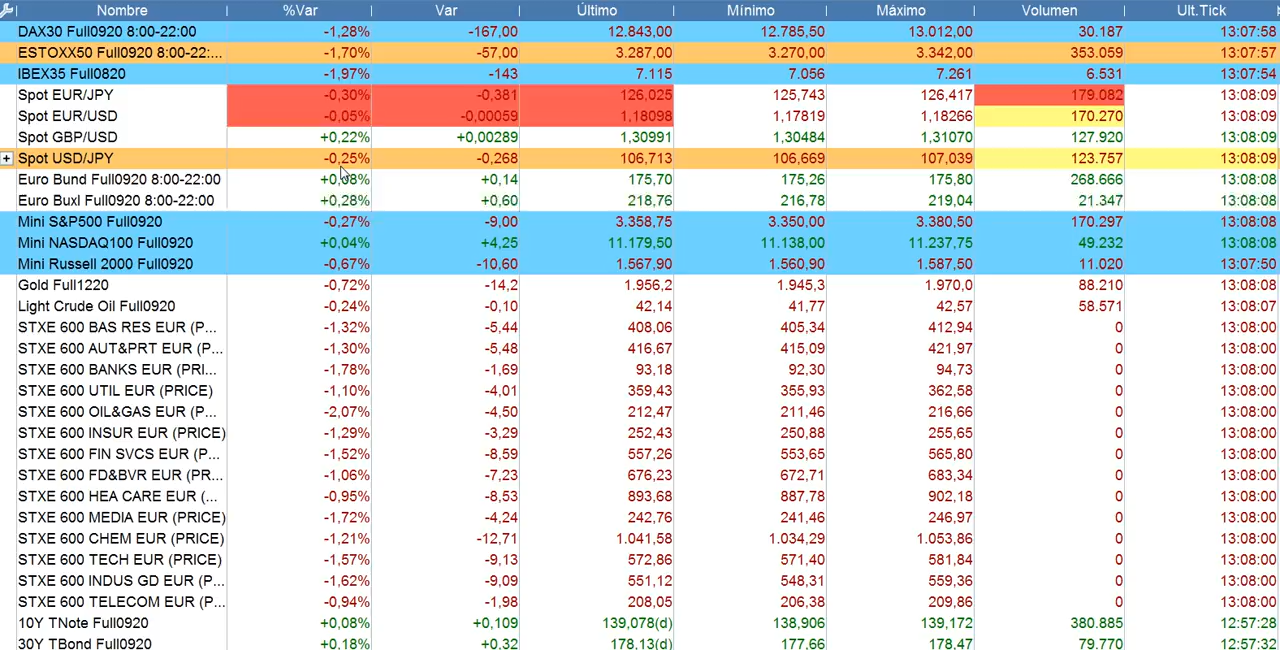 Nombre %Var Var Último Mínimo Máximo Volumen Ult.Tick
DAX30 Full0920 8:00-22:00 -1,28% -167,00 12.843,00 12.785,50 13.012,00 30.187 13:07:58
ESTOXX50 Full0920 8:00-22:... -1,70% -57,00 3.287,00 3.270,00 3.342,00 353.059 13:07:57
IBEX35 Full0820 -1,97% -143 7.115 7.056 7.261 6.531 13:07:54
Spot EUR/JPY -0,30% -0,381 126,025 125,743 126,417 179.082 13:08:09
Spot EUR/USD -0,05% -0,00059 1,18098 1,17819 1,18266 170.270 13:08:09
Spot GBP/USD +0,22% +0,00289 1,30991 1,30484 1,31070 127.920 13:08:09
Spot USD/JPY -0,25% -0,268 106,713 106,669 107,039 123.757 13:08:09
Euro Bund Full0920 8:00-22:00 +0,08% +0,14 175,70 175,26 175,80 268.666 13:08:08
Euro Buxl Full0920 8:00-22:00 +0,28% +0,60 218,76 216,78 219,04 21.347 13:08:08
Mini S&P500 Full0920 -0,27% -9,00 3.358,75 3.350,00 3.380,50 170.297 13:08:08
Mini NASDAQ100 Full0920 +0,04% +4,25 11.179,50 11.138,00 11.237,75 49.232 13:08:08
Mini Russell 2000 Full0920 -0,67% -10,60 1.567,90 1.560,90 1.587,50 11.020 13:07:50
Gold Full1220 -0,72% -14,2 1.956,2 1.945,3 1.970,0 88.210 13:08:08
Light Crude Oil Full0920 -0,24% -0,10 42,14 41,77 42,57 58.571 13:08:07
STXE 600 BAS RES EUR (P... -1,32% -5,44 408,06 405,34 412,94 0 13:08:00
STXE 600 AUT&PRT EUR (P... -1,30% -5,48 416,67 415,09 421,97 0 13:08:00
STXE 600 BANKS EUR (PRI... -1,78% -1,69 93,18 92,30 94,73 0 13:08:00
STXE 600 UTIL EUR (PRICE) -1,10% -4,01 359,43 355,93 362,58 0 13:08:00
STXE 600 OIL&GAS EUR (P... -2,07% -4,50 212,47 211,46 216,66 0 13:08:00
STXE 600 INSUR EUR (PRICE) -1,29% -3,29 252,43 250,88 255,65 0 13:08:00
STXE 600 FIN SVCS EUR (P... -1,52% -8,59 557,26 553,65 565,80 0 13:08:00
STXE 600 FD&BVR EUR (PR... -1,06% -7,23 676,23 672,71 683,34 0 13:08:00
STXE 600 HEA CARE EUR (... -0,95% -8,53 893,68 887,78 902,18 0 13:08:00
STXE 600 MEDIA EUR (PRICE) -1,72% -4,24 242,76 241,46 246,97 0 13:08:00
STXE 600 CHEM EUR (PRICE) -1,21% -12,71 1.041,58 1.034,29 1.053,86 0 13:08:00
STXE 600 TECH EUR (PRICE) -1,57% -9,13 572,86 571,40 581,84 0 13:08:00
STXE 600 INDUS GD EUR (P... -1,62% -9,09 551,12 548,31 559,36 0 13:08:00
STXE 600 TELECOM EUR (P... -0,94% -1,98 208,05 206,38 209,86 0 13:08:00
10Y TNote Full0920 +0,08% +0,109 139,078(d) 138,906 139,172 380.885 12:57:28
30Y TBond Full0920 +0,18% +0,32 178,13(d) 177,66 178,47 79.770 12:57:32